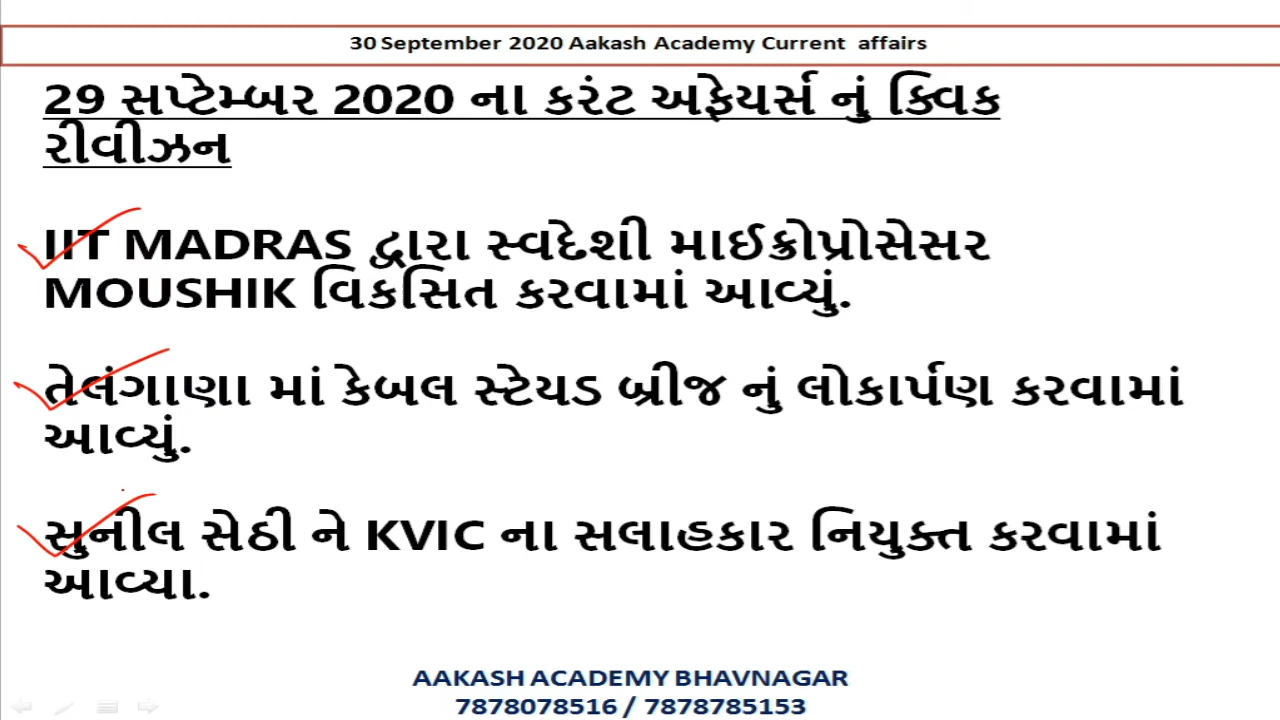 30 September 2020 Aakash Academy Current affairs
29 સપ્ટેમ્બર 2020 ના કરંટ અફેયર્સ નું ક્વિક
રીવીઝન
IIT MADRAS દ્વારા સ્વદેશી માઈક્રોપ્રોસેસર
MOUSHIK વિકસિત કરવામાં આવ્યું.
તેલંગાણા માં કેબલ સ્ટેયડ બ્રીજ નું લોકાર્પણ કરવામાં
આવ્યું.
સુનીલ સેઠી ને KVIC ના સલાહકાર નિયુક્ત કરવામાં
આવ્યા.
AAKASH ACADEMY BHAVNAGAR
7878078516 / 7878785153